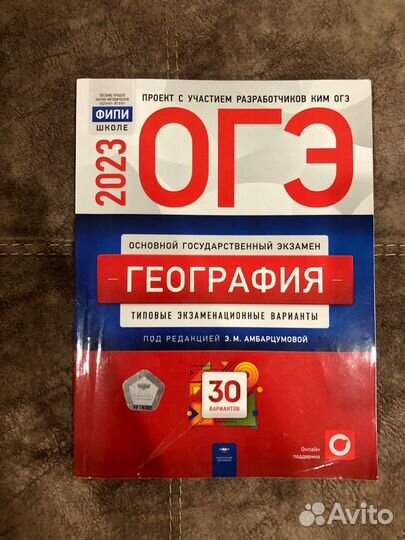 ПРОЕКТ С УЧАСТИЕМ РАЗРАБОТЧИКОВ КИМ ОГЭ
ФИПИ
ШКОЛЕ
2023
ОГЭ
ОСНОВНОЙ ГОСУДАРСТВЕННЫЙ ЭКЗАМЕН
ГЕОГРАФИЯ
ТИПОВЫЕ ЭКЗАМЕНАЦИОННЫЕ ВАРИАНТЫ
ПОД РЕДАКЦИЕЙ Э. М. АМБАРЦУМОВОЙ
30
ВАРИАНТОВ
Онлайн
поддержка
Avito